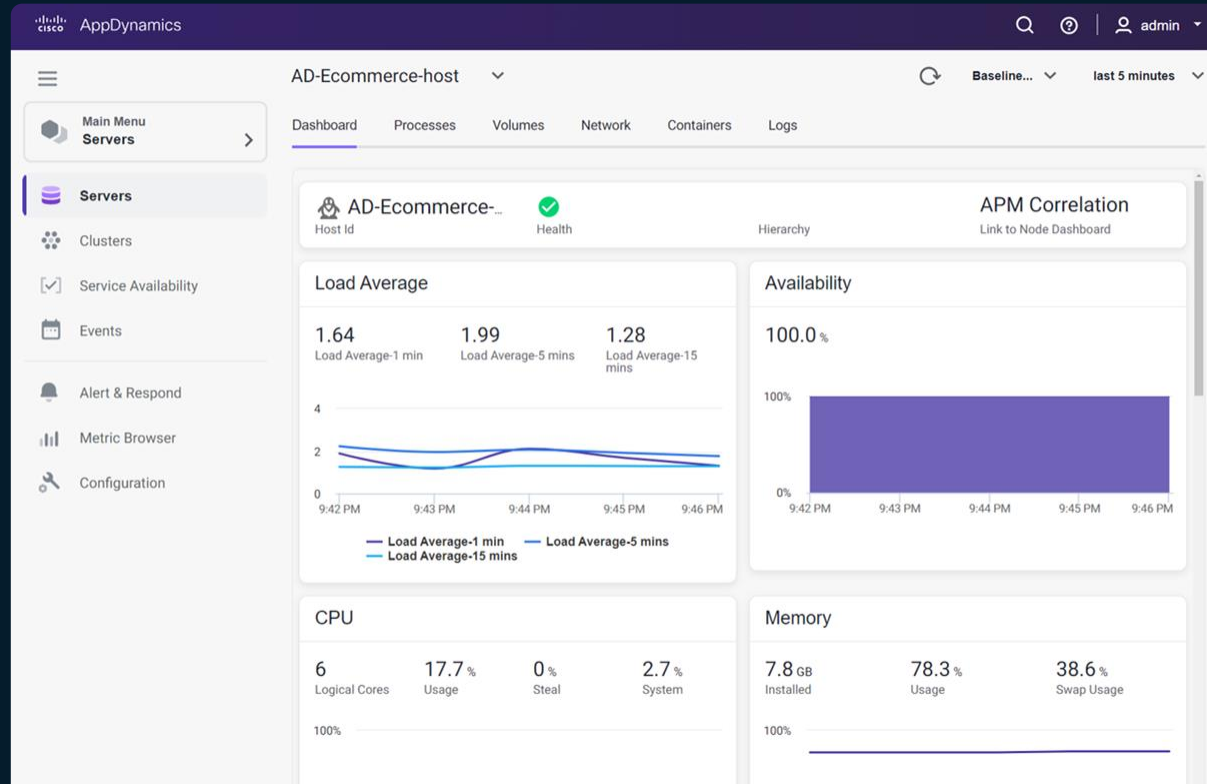 cisco AppDynamics
admin
Main Menu
Servers
Servers
Clusters
Service Availability
Events
Alert & Respond
Metric Browser
Configuration
AD-Ecommerce-host
Baseline...
last 5 minutes
Dashboard Processes Volumes Network Containers Logs
AD-Ecommerce-...
Host Id
Health
Hierarchy
APM Correlation
Link to Node Dashboard
Load Average
1.64
Load Average-1 min
1.99
Load Average-5 mins
1.28
Load Average-15
mins
4
2
0
9:42 PM 9:43 PM 9:44 PM 9:45 PM 9:46 PM
Load Average-1 min Load Average-5 mins
Load Average-15 mins
Availability
100.0 %
100%
0%
9:42 PM 9:43 PM 9:44 PM 9:45 PM 9:46 PM
CPU
6
Logical Cores
17.7 %
Usage
0 %
Steal
2.7 %
System
100%
Memory
7.8 GB
Installed
78.3 %
Usage
38.6 %
Swap Usage
100%